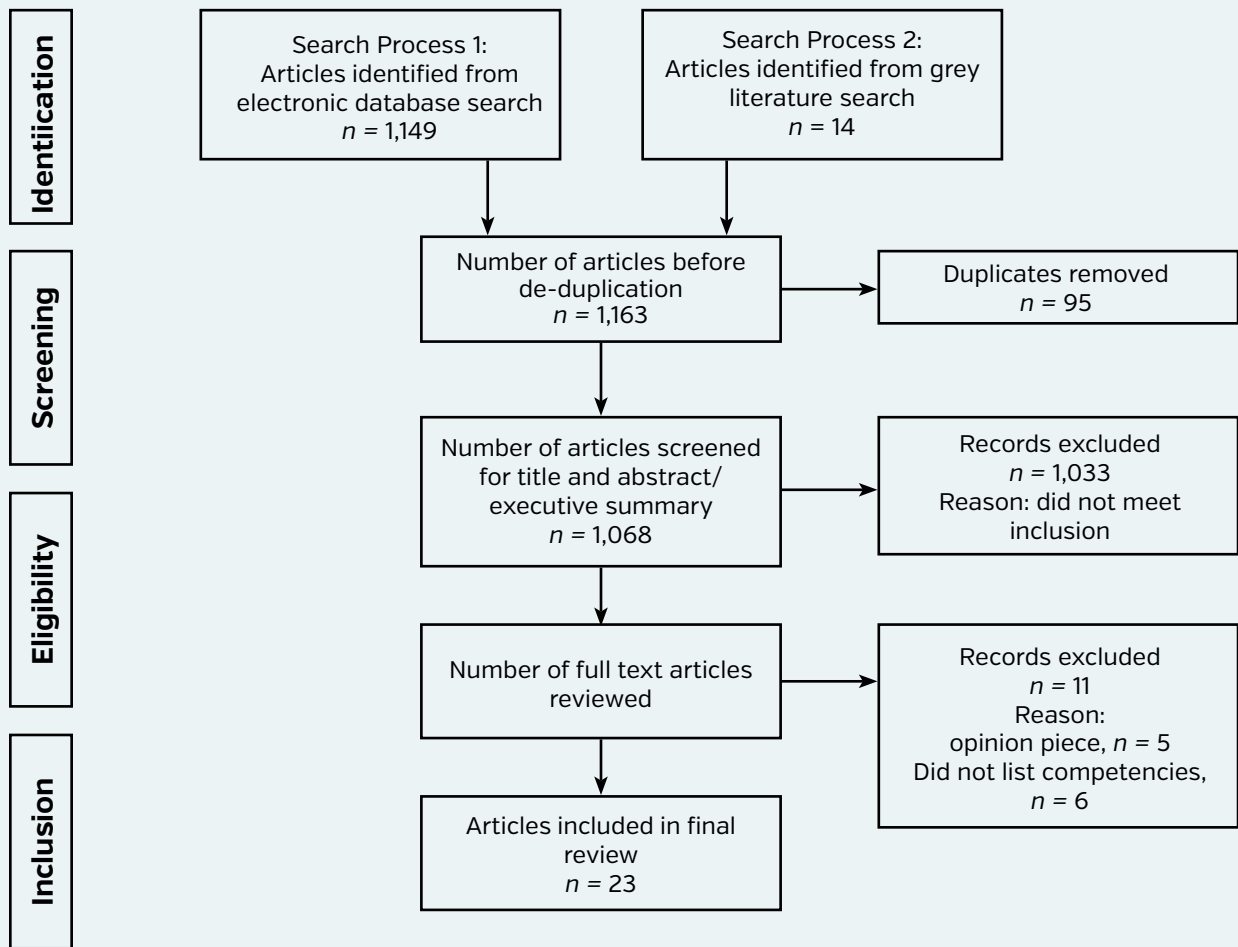 Identiication
Search Process 1:
Articles identified from
electronic database search
n = 1,149
Search Process 2:
Articles identified from grey
literature search
n = 14
Screening
Number of articles before
de-duplication
n = 1,163
Duplicates removed
n = 95
Number of articles screened
for title and abstract/
executive summary
n = 1,068
Records excluded
n = 1,033
Reason: did not meet
inclusion
Eligibility
Number of full text articles
reviewed
Records excluded
n = 11
Reason:
opinion piece, n = 5
Did not list competencies,
n = 6
Inclusion
Articles included in final
review
n = 23